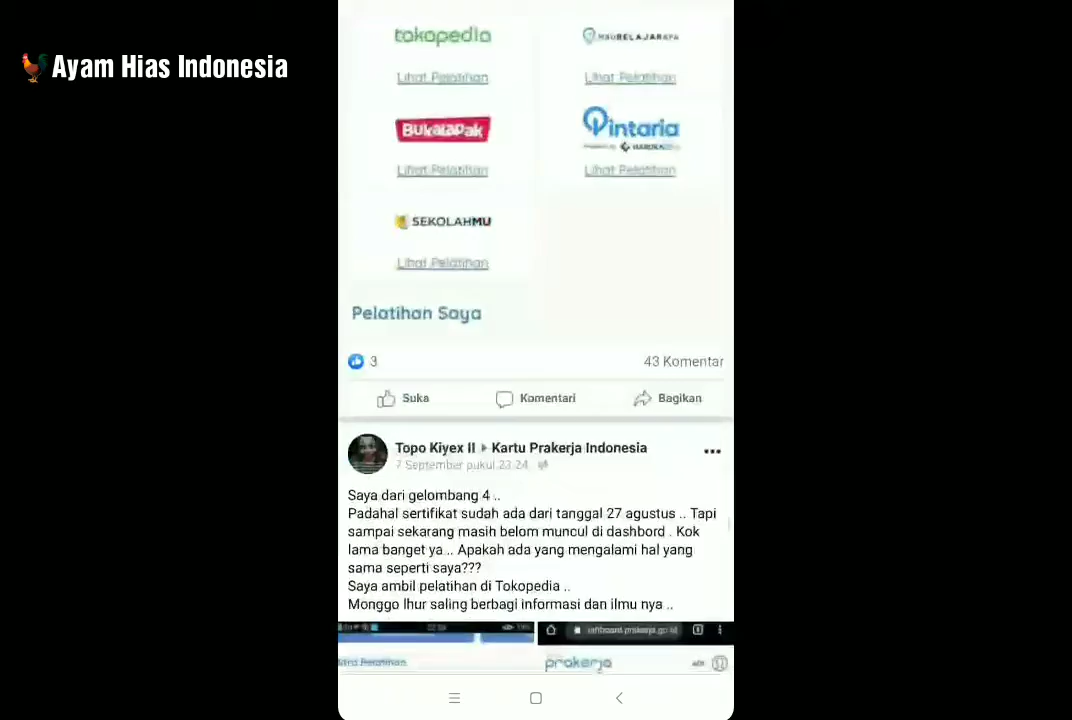 Ayam Hias Indonesia
tokopedia
Lihat Pelatihan
Lihat Pelatihan
Bukalapak
Pintaria
Lihat Pelatihan
Lihat Pelatihan
SEKOLAHMU
Lihat Pelatihan
Pelatihan Saya
3
43 Komentar
Suka
Komentari
Bagikan
Topo Kiyex II ▸ Kartu Prakerja Indonesia
7 September pukul 23.24
Saya dari gelombang 4 ..
Padahal sertifikat sudah ada dari tanggal 27 agustus .. Tapi
sampai sekarang masih belom muncul di dashbord . Kok
lama banget ya .. Apakah ada yang mengalami hal yang
sama seperti saya???
Saya ambil pelatihan di Tokopedia ..
Monggo lhur saling berbagi informasi dan ilmu nya ..
prakerja